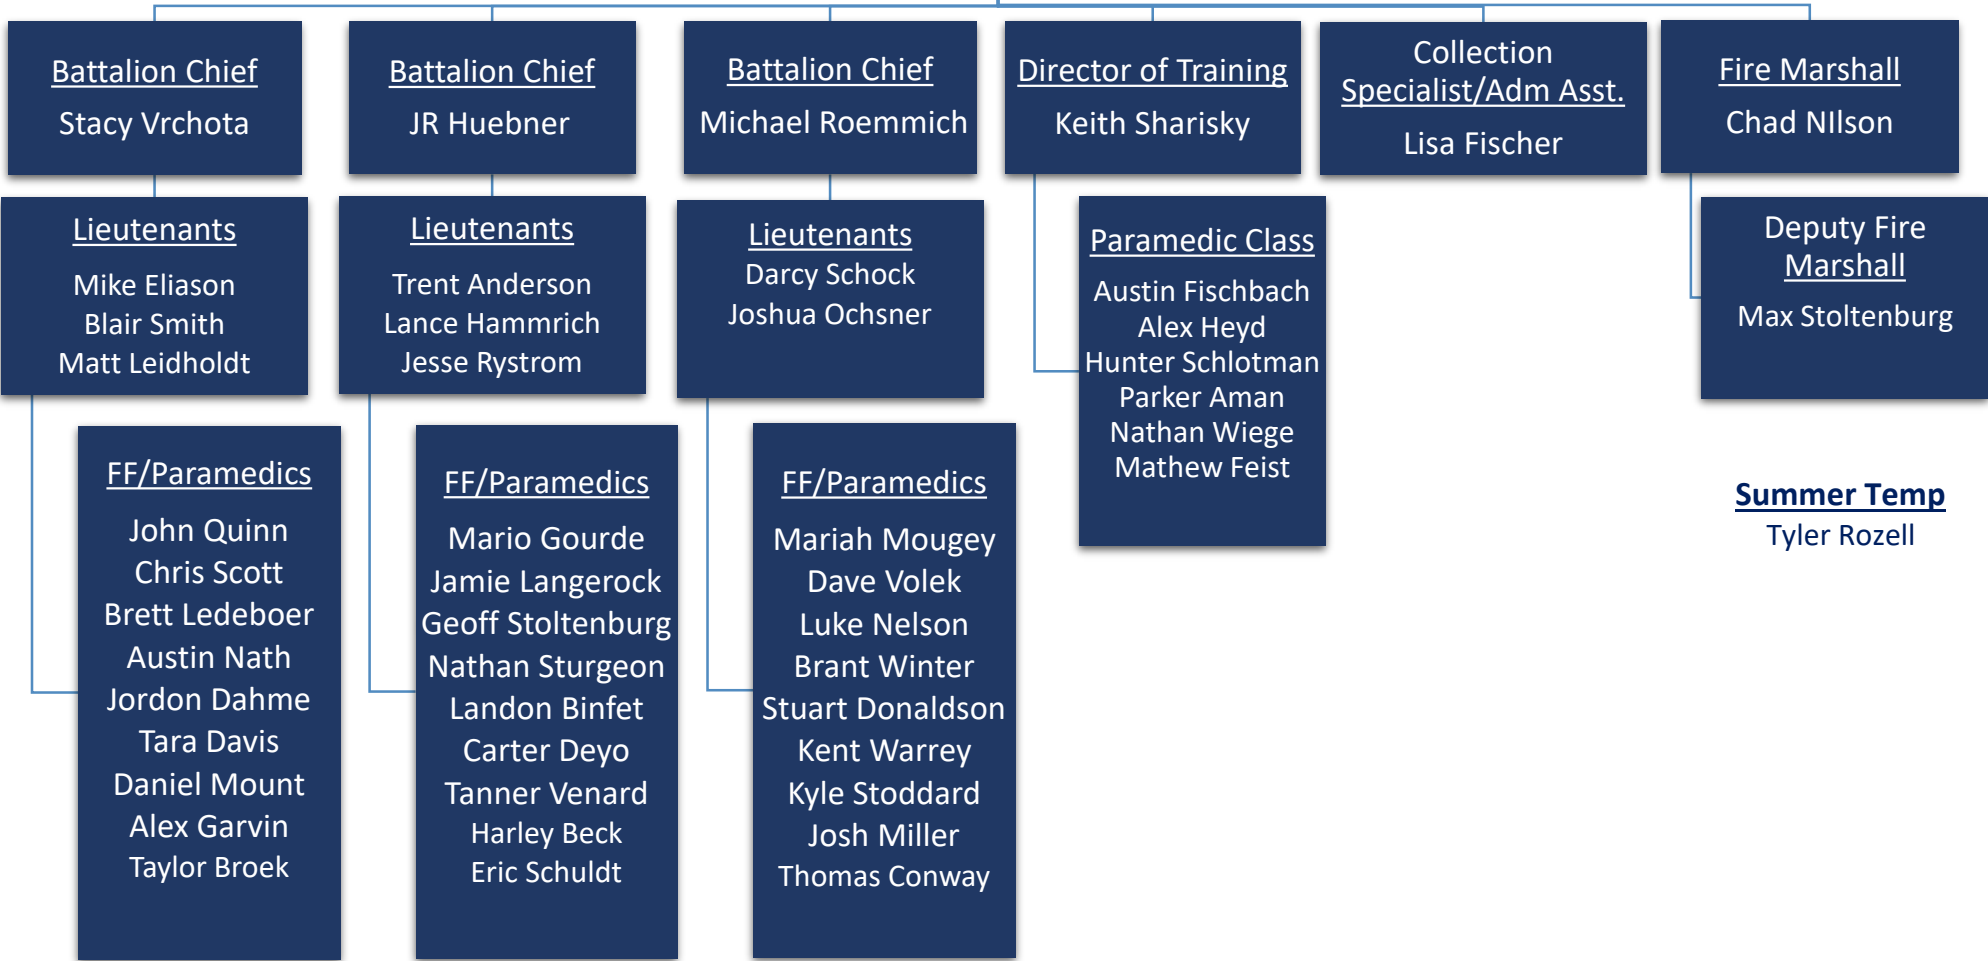 Battalion Chief
Stacy Vrchota
Battalion Chief
JR Huebner
Battalion Chief
Michael Roemmich
Director of Training
Keith Sharisky
Collection
Specialist/Adm Asst.
Lisa Fischer
Fire Marshall
Chad NIlson
Lieutenants
Mike Eliason
Blair Smith
Matt Leidholdt
Lieutenants
Trent Anderson
Lance Hammrich
Jesse Rystrom
Lieutenants
Darcy Schock
Joshua Ochsner
Paramedic Class
Austin Fischbach
Alex Heyd
Hunter Schlotman
Parker Aman
Nathan Wiege
Mathew Feist
Deputy Fire
Marshall
Max Stoltenburg
FF/Paramedics
John Quinn
Chris Scott
Brett Ledeboer
Austin Nath
Jordon Dahme
Tara Davis
Daniel Mount
Alex Garvin
Taylor Broek
FF/Paramedics
Mario Gourde
Jamie Langerock
Geoff Stoltenburg
Nathan Sturgeon
Landon Binfet
Carter Deyo
Tanner Venard
Harley Beck
Eric Schuldt
FF/Paramedics
Mariah Mougey
Dave Volek
Luke Nelson
Brant Winter
Stuart Donaldson
Kent Warrey
Kyle Stoddard
Josh Miller
Thomas Conway
Summer Temp
Tyler Rozell